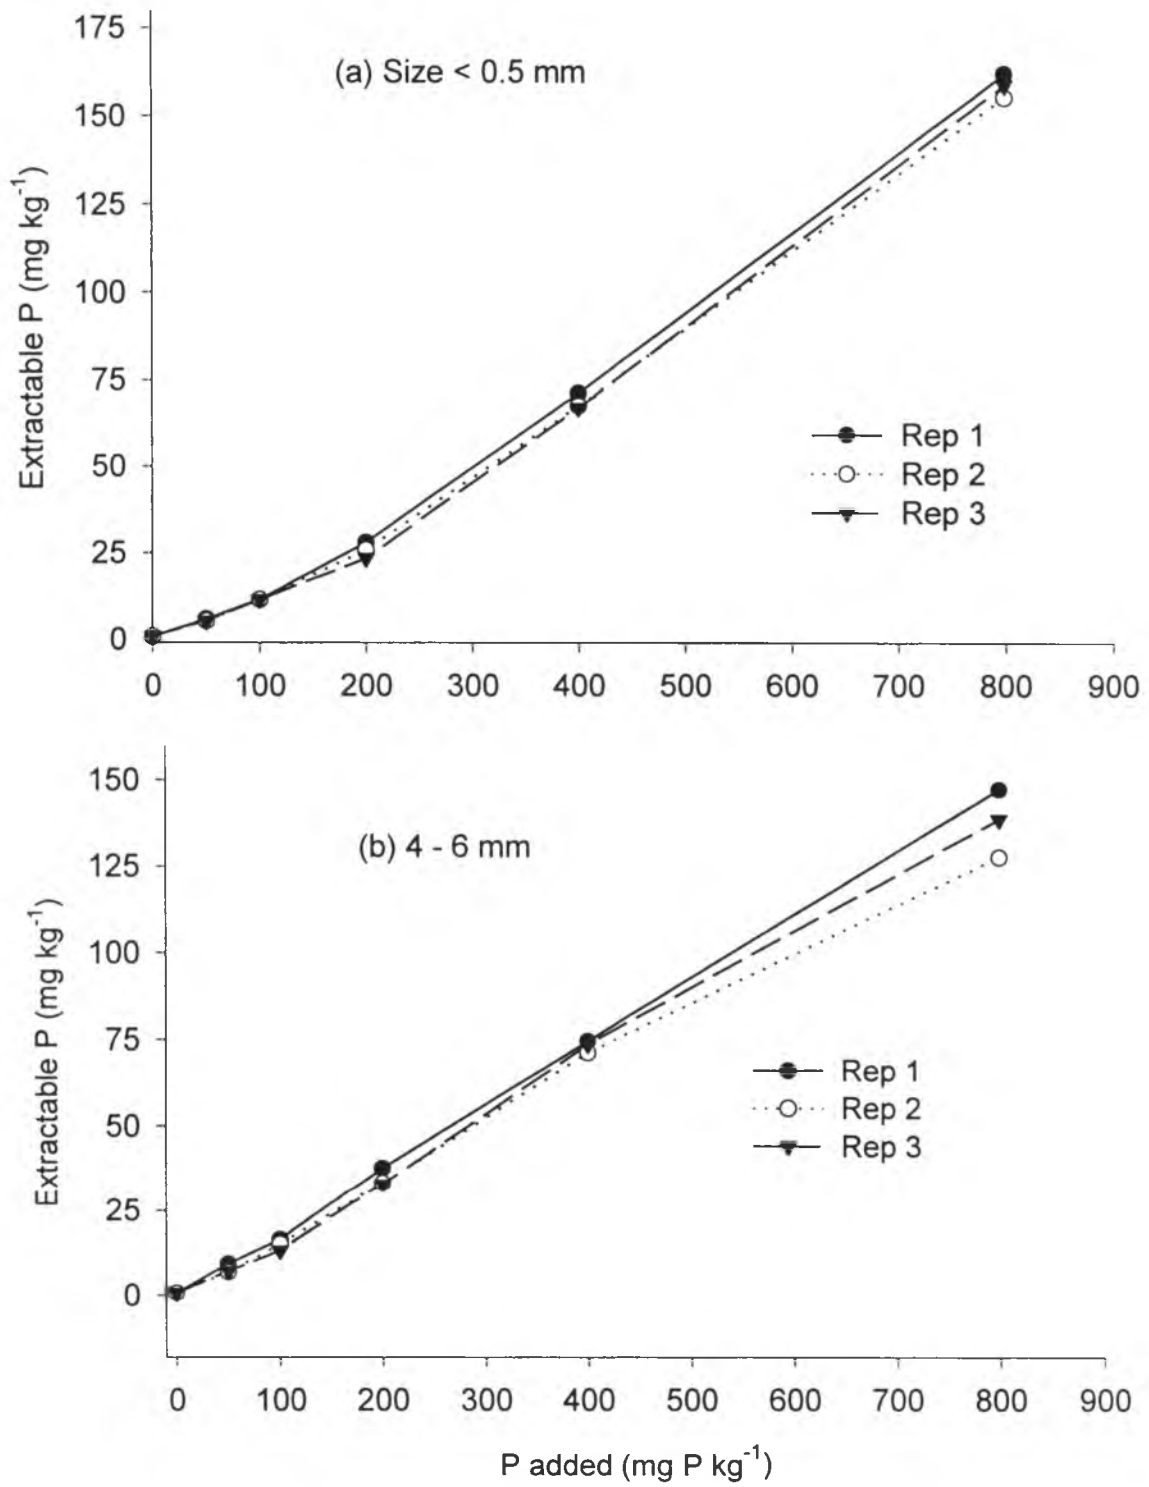 175
150
125
100
75
50
25
0
Extractable P (mg kg⁻¹)
(a) Size < 0.5 mm
Rep 1
Rep 2
Rep 3
0 100 200 300 400 500 600 700 800 900
150
125
100
75
50
25
0
Extractable P (mg kg⁻¹)
(b) 4 - 6 mm
Rep 1
Rep 2
Rep 3
0 100 200 300 400 500 600 700 800 900
P added (mg P kg⁻¹)